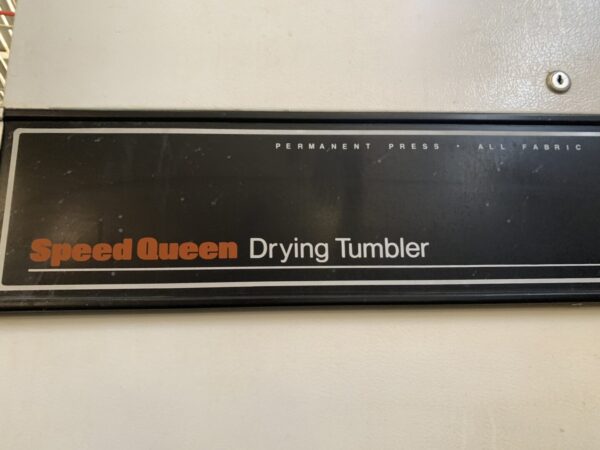 PERMANENT PRESS · ALL FABRIC
Speed Queen Drying Tumbler